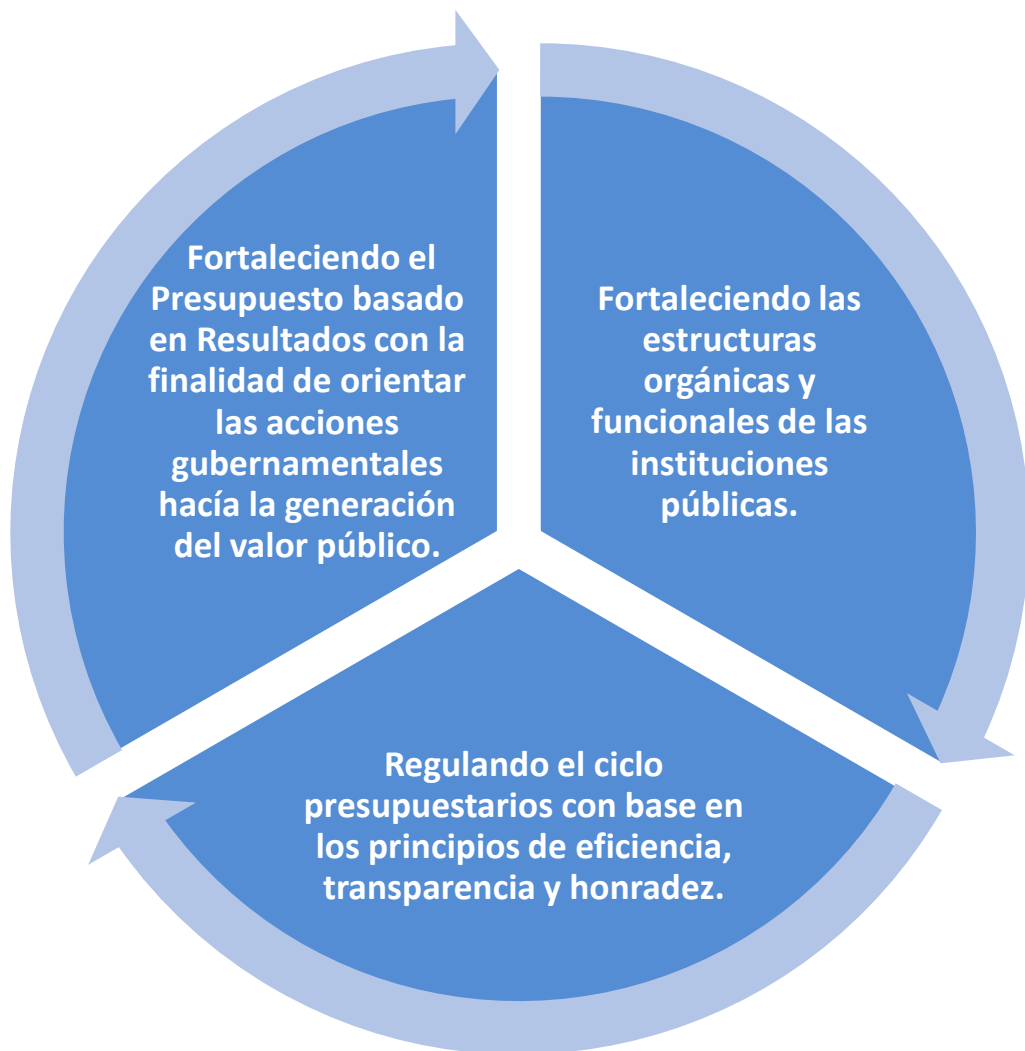 Fortaleciendo el
Presupuesto basado
en Resultados con la
finalidad de orientar
las acciones
gubernamentales
hacía la generación
del valor público.
Fortaleciendo las
estructuras
orgánicas y
funcionales de las
instituciones
públicas.
Regulando el ciclo
presupuestarios con base en
los principios de eficiencia,
transparencia y honradez.